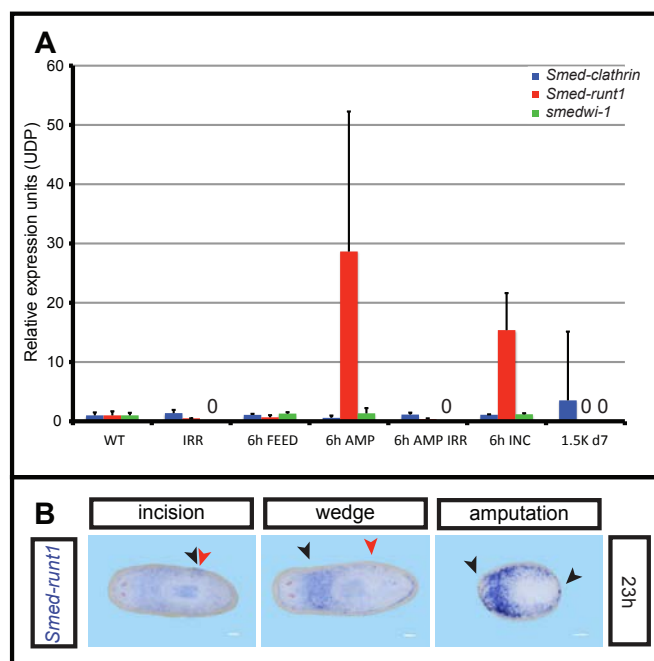 A
60
50
40
30
20
10
0
Relative expression units (UDP)
Smed-clathrin
Smed-runt1
smedwi-1
0
0
0 0
WT IRR 6h FEED 6h AMP 6h AMP IRR 6h INC 1.5K d7
B
incision wedge amputation
Smed-runt1
23h